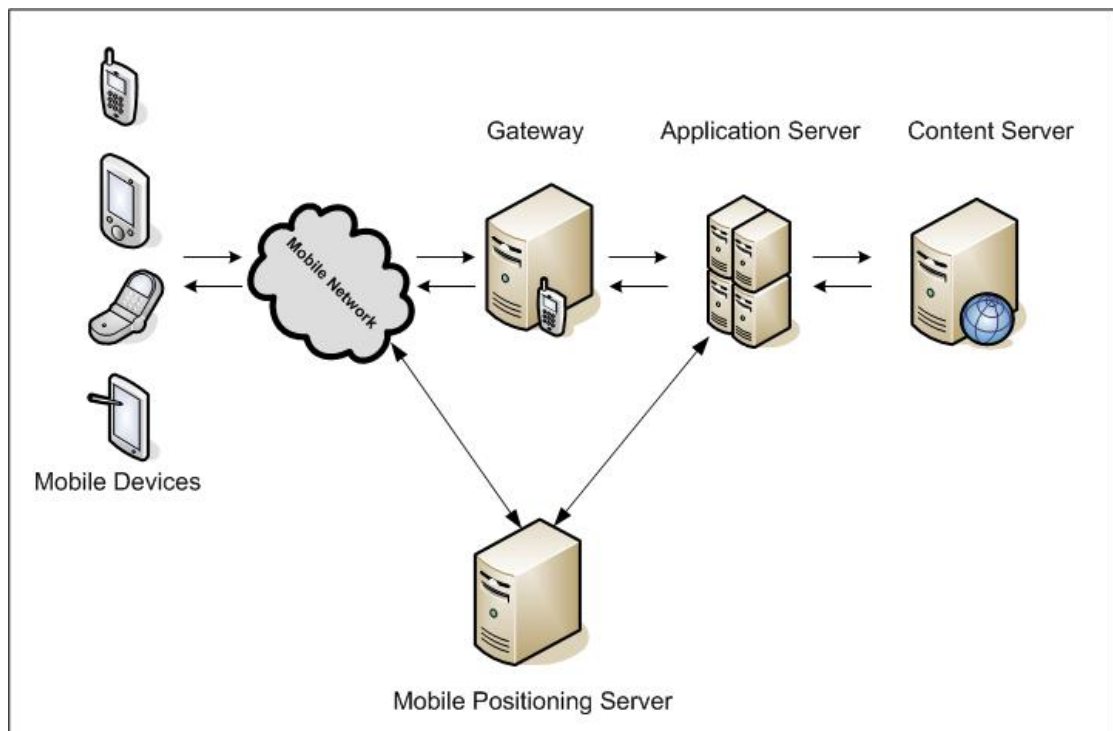 Gateway
Application Server
Content Server
Mobile Network
Mobile Devices
Mobile Positioning Server